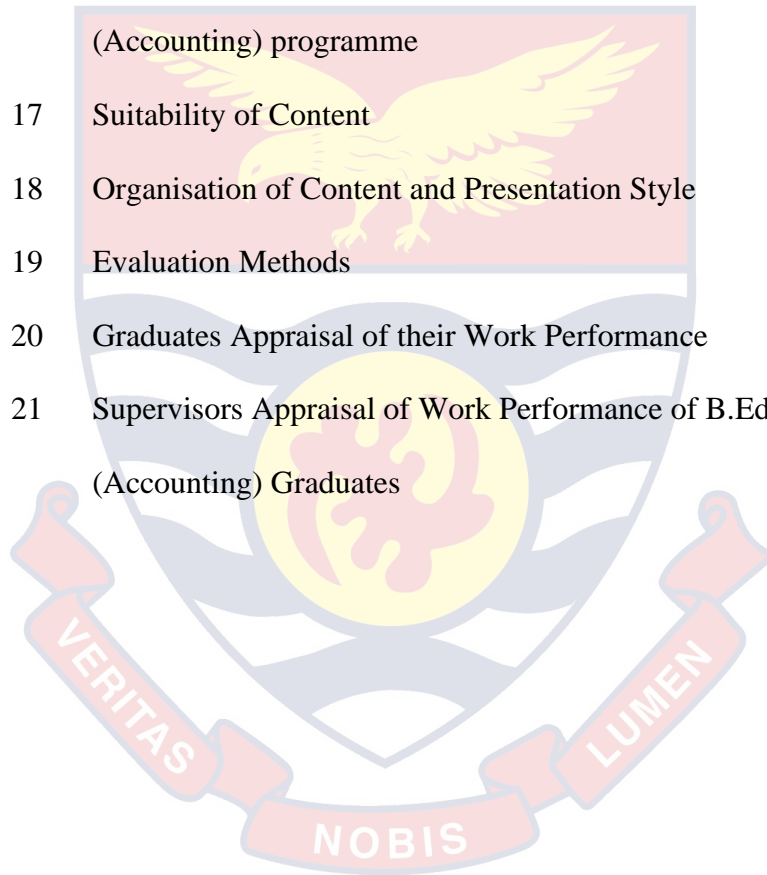 (Accounting) programme
17 Suitability of Content
18 Organisation of Content and Presentation Style
19 Evaluation Methods
20 Graduates Appraisal of their Work Performance
21 Supervisors Appraisal of Work Performance of B.Ed
(Accounting) Graduates
VERITAS
NOBIS
LUMEN